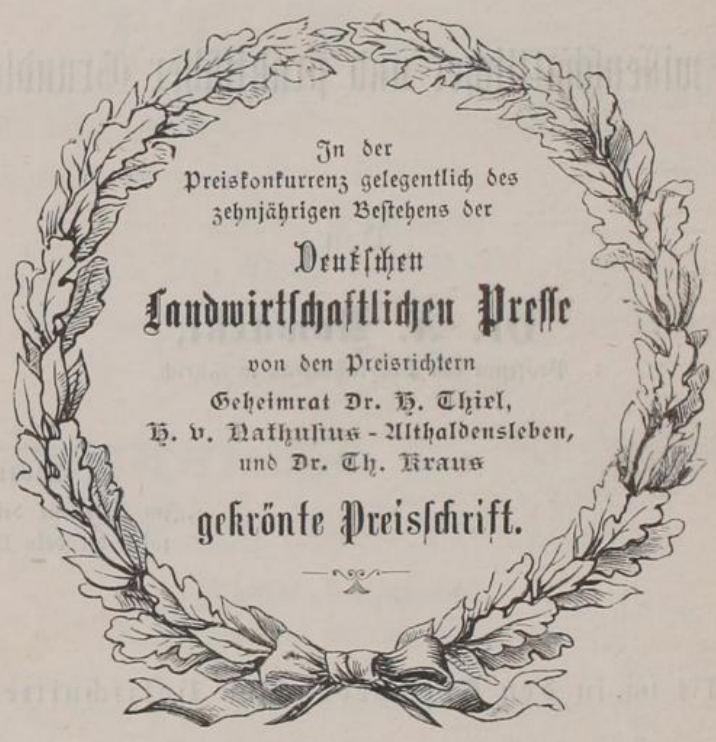 In der
Preiskonkurrenz gelegentlich des
zehnjährigen Bestehens der
Deutschen
Landwirtschaftlichen Presse
von den Preisrichtern
Geheimrat Dr. H. Thiel,
H. v. Nathusius - Althaldensleben,
und Dr. Th. Kraus
gekrönte Preisschrift.